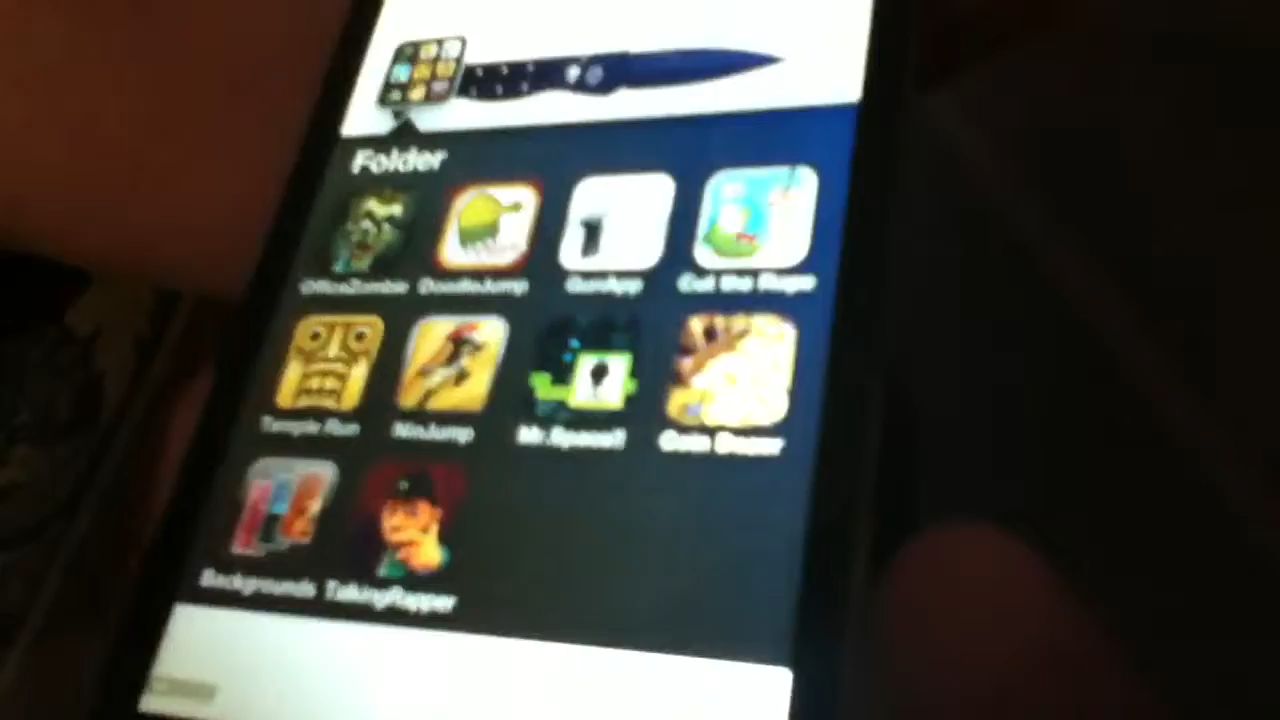 Folder
OfficeZombie DoodleJump GunApp Cut the Rope
Temple Run NinJump Mr.Space!! Coin Dozer
Backgrounds TalkingRapper